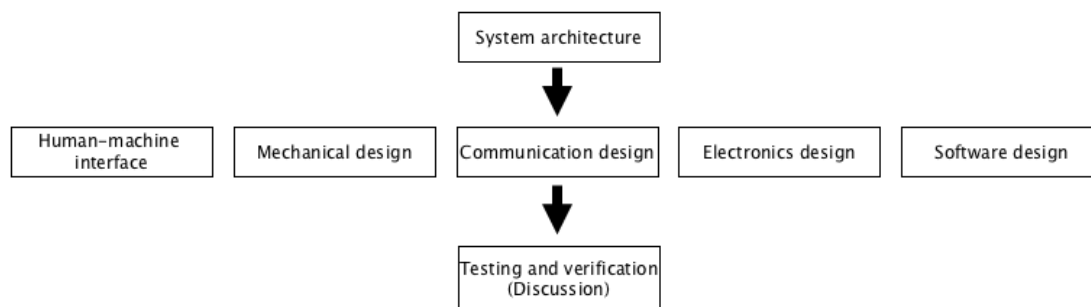 System architecture
Human-machine
interface
Mechanical design
Communication design
Electronics design
Software design
Testing and verification
(Discussion)